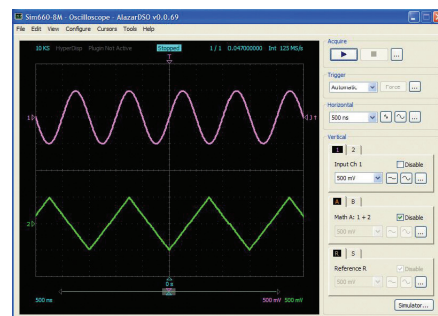 Sim660-8M - Oscilloscope - AlazarDSO v0.0.69
File Edit View Configure Cursors Tools Help
10 KS HyperDisp Plugin Not Active Stopped 1 / 1 0.047000000 Int 125 MS/s
Acquire
...
Trigger
Automatic Force ...
Horizontal
500 ns ...
Vertical
1 2
Input Ch 1 Disable
500 mV ...
A B
Math A: 1 + 2 Disable
500 mV ...
R S
Reference R Disable
500 mV ...
Simulator...
1
2
0 s
500 ns 500 mV 500 mV